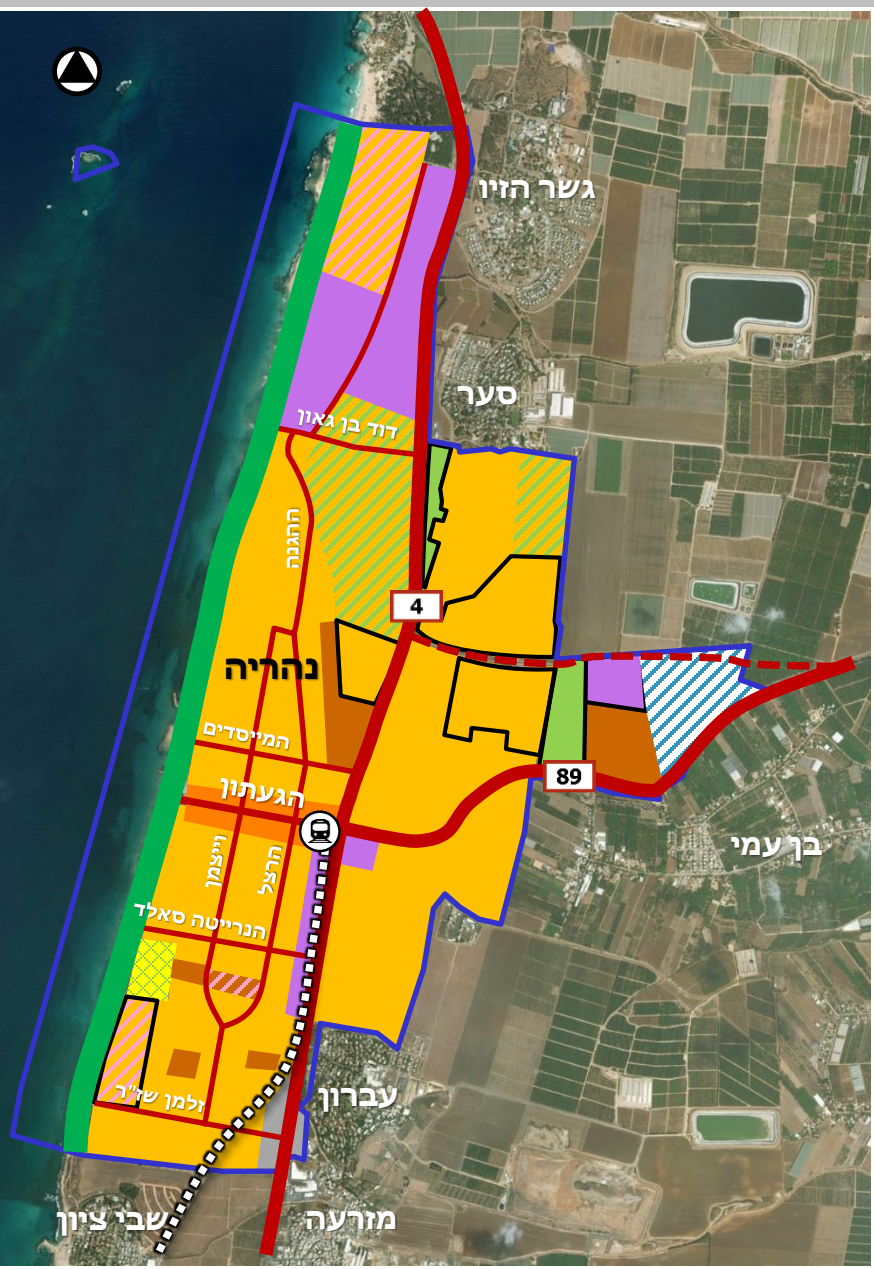 גשר הזיו
סער
דוד בן גאון
ההגנה
4
נהריה
המייסדים
89
הגעתון
וייצמן
הרצל
בן עמי
הנרייטה סאלד
זלמן שז"ר
עברון
שבי ציון
מזרעה